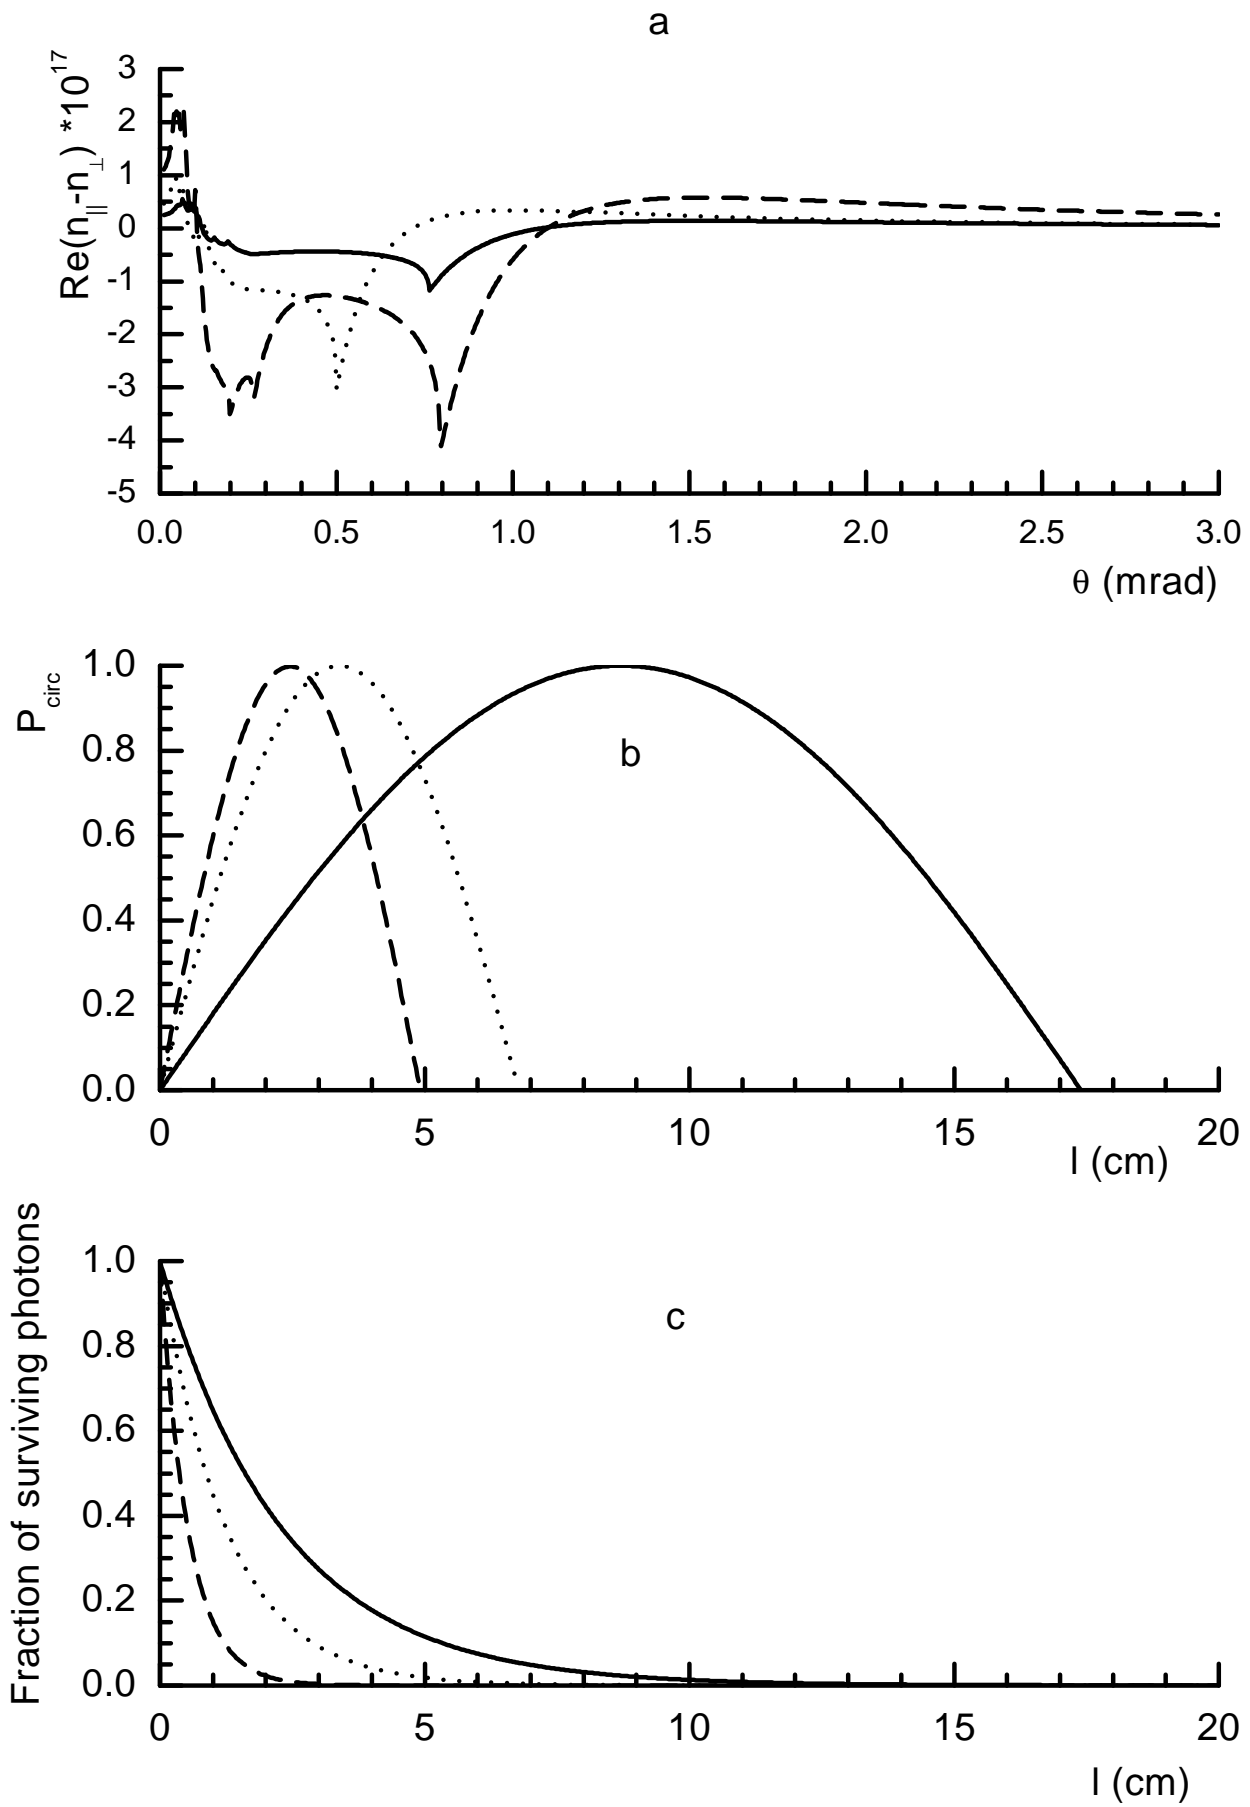 a
Re(n||-n⊥) *10^17
3
2
1
0
-1
-2
-3
-4
-5
0.0 0.5 1.0 1.5 2.0 2.5 3.0
θ (mrad)
P_circ
1.0
0.8
0.6
0.4
0.2
0.0
b
0 5 10 15 20
l (cm)
Fraction of surviving photons
1.0
0.8
0.6
0.4
0.2
0.0
c
0 5 10 15 20
l (cm)